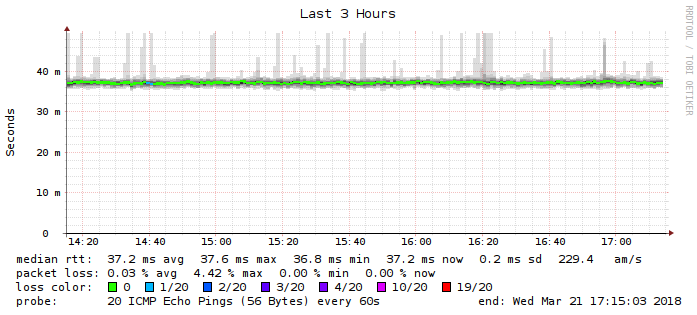 Last 3 Hours
RRDTOOL / TOBI OETIKER
Seconds
40 m
30 m
20 m
10 m
0
14:20 14:40 15:00 15:20 15:40 16:00 16:20 16:40 17:00
median rtt: 37.2 ms avg 37.6 ms max 36.8 ms min 37.2 ms now 0.2 ms sd 229.4 am/s
packet loss: 0.03 % avg 4.42 % max 0.00 % min 0.00 % now
loss color: 0 1/20 2/20 3/20 4/20 10/20 19/20
probe: 20 ICMP Echo Pings (56 Bytes) every 60s end: Wed Mar 21 17:15:03 2018